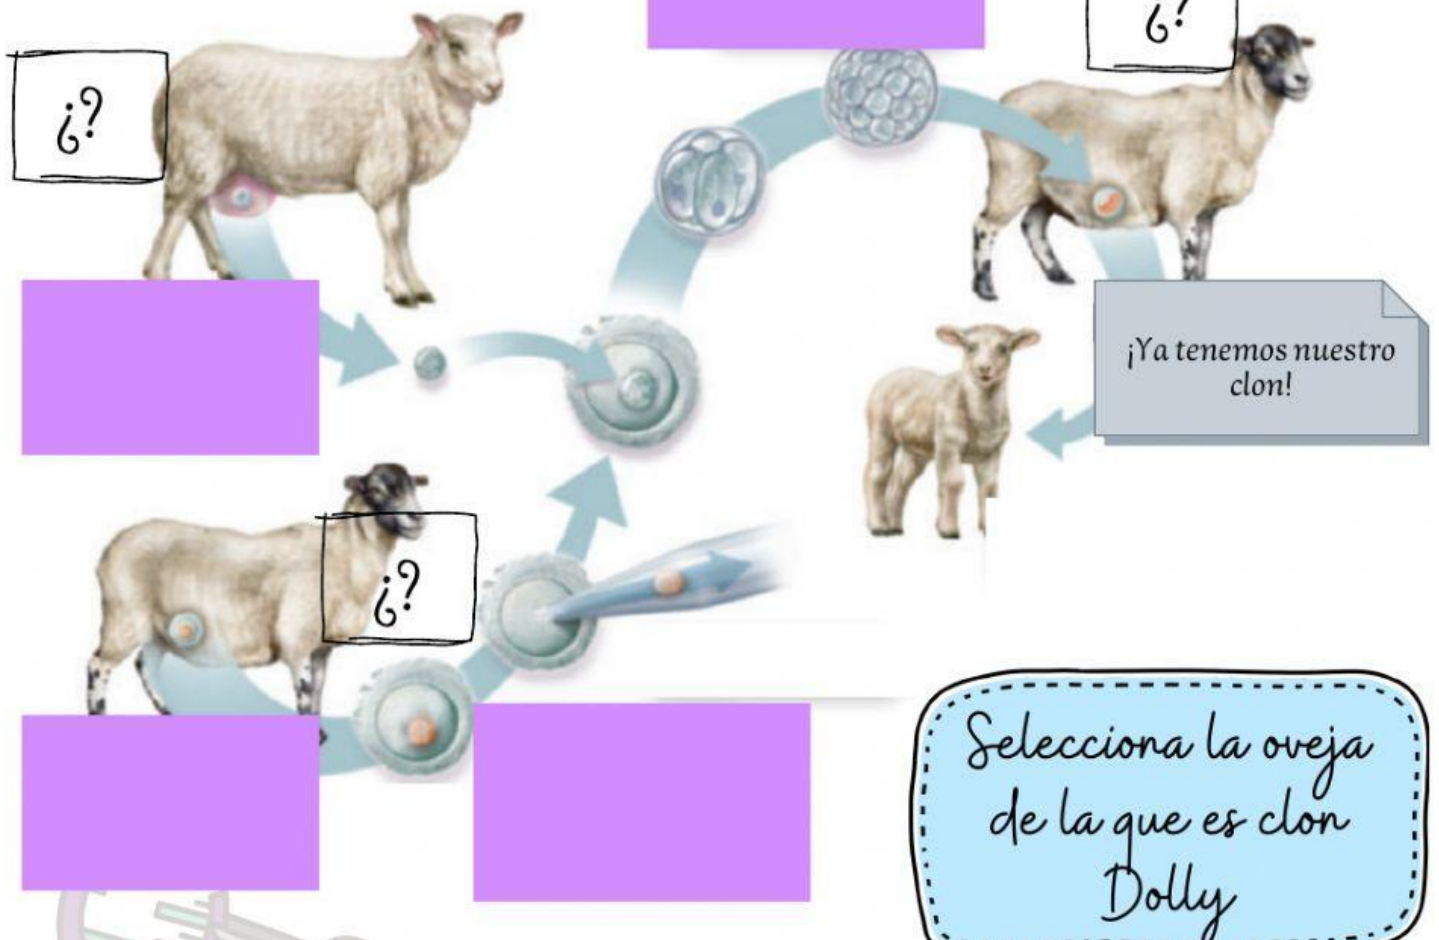 ¿?
¿?
¡Ya tenemos nuestro
clon!
¿?
Selecciona la oveja
de la que es clon
Dolly